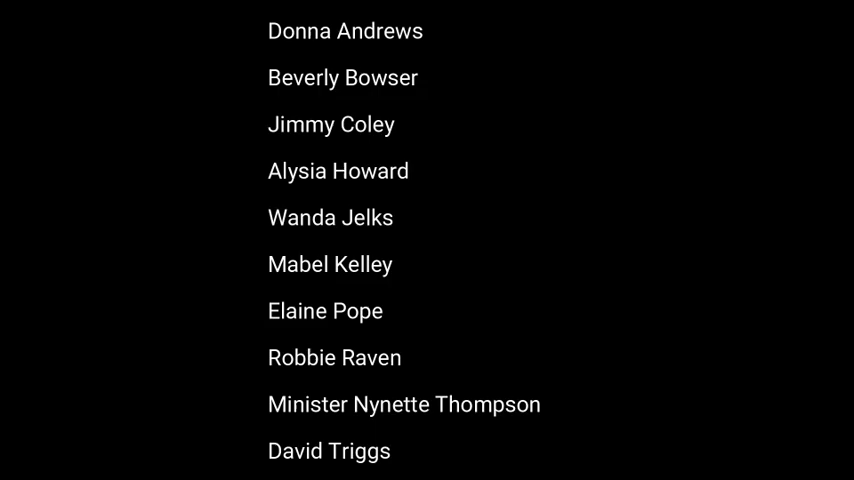 Donna Andrews
Beverly Bowser
Jimmy Coley
Alysia Howard
Wanda Jelks
Mabel Kelley
Elaine Pope
Robbie Raven
Minister Nynette Thompson
David Triggs